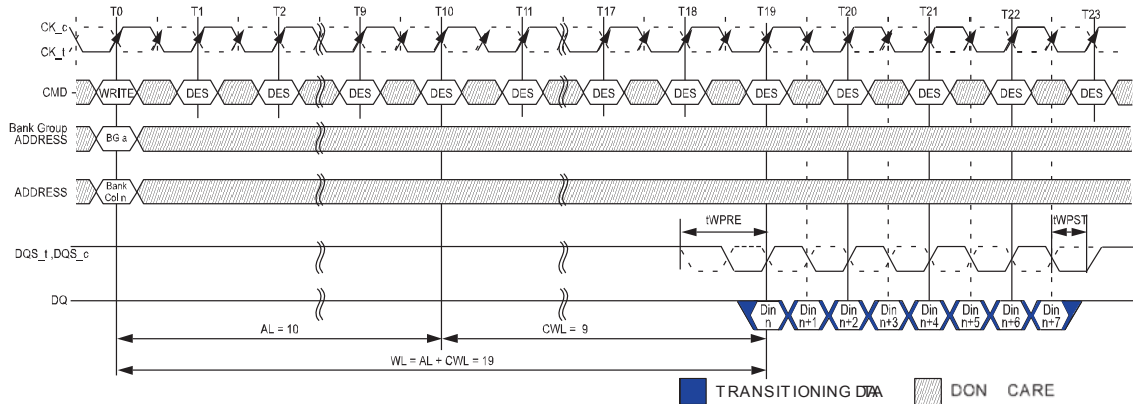 T0 T1 T2 T9 T10 T11 T17 T18 T19 T20 T21 T22 T23
CK_c
CK_t
CMD WRITE DES DES DES DES DES DES DES DES DES DES DES DES
Bank Group
ADDRESS
BG a
ADDRESS
Bank
Col n
tWPRE
tWPST
DQS_t ,DQS_c
DQ
Din n
Din n+1
Din n+2
Din n+3
Din n+4
Din n+5
Din n+6
Din n+7
AL = 10
CWL = 9
WL = AL + CWL = 19
TRANSITIONING DATA
DON CARE